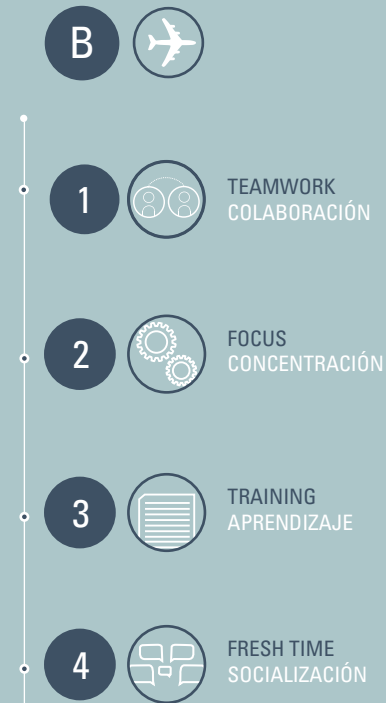 B
1
TEAMWORK
COLABORACIÓN
2
FOCUS
CONCENTRACIÓN
3
TRAINING
APRENDIZAJE
4
FRESH TIME
SOCIALIZACIÓN